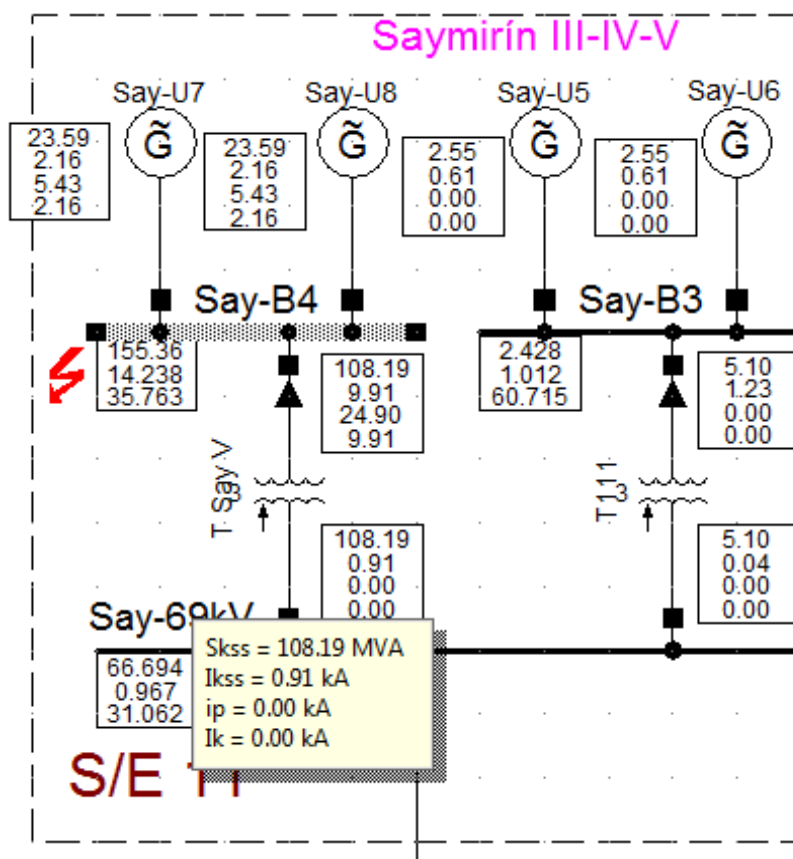 Saymirín III-IV-V
Say-U7
Say-U8
Say-U5
Say-U6
G̃
G̃
G̃
G̃
23.59
2.16
5.43
2.16
23.59
2.16
5.43
2.16
2.55
0.61
0.00
0.00
2.55
0.61
0.00
0.00
Say-B4
Say-B3
155.36
14.238
35.763
108.19
9.91
24.90
9.91
2.428
1.012
60.715
5.10
1.23
0.00
0.00
T Say V
3
T111
3
108.19
0.91
0.00
0.00
5.10
0.04
0.00
0.00
Say-69kV
66.694
0.967
31.062
Skss = 108.19 MVA
Ikss = 0.91 kA
ip = 0.00 kA
Ik = 0.00 kA
S/E 11